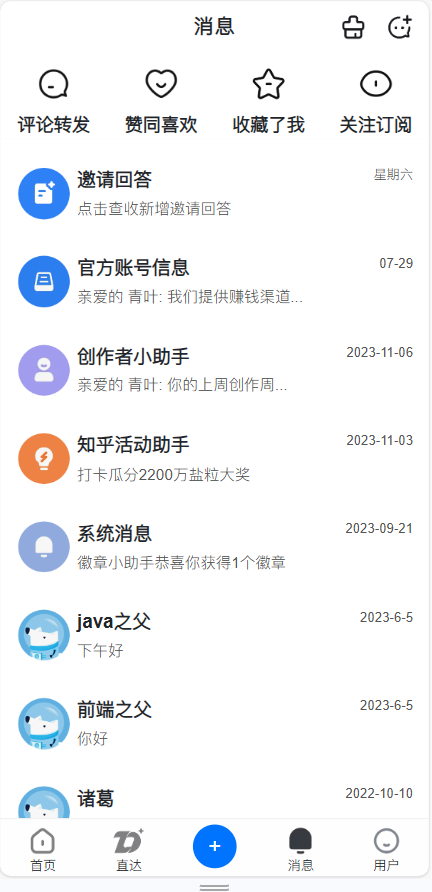 消息
评论转发 赞同喜欢 收藏了我 关注订阅
邀请回答 星期六
点击查收新增邀请回答
官方账号信息 07-29
亲爱的 青叶: 我们提供赚钱渠道...
创作者小助手 2023-11-06
亲爱的 青叶: 你的上周创作周...
知乎活动助手 2023-11-03
打卡瓜分2200万盐粒大奖
系统消息 2023-09-21
徽章小助手恭喜你获得1个徽章
java之父 2023-6-5
下午好
前端之父 2023-6-5
你好
诸葛 2022-10-10
首页 直达 消息 用户